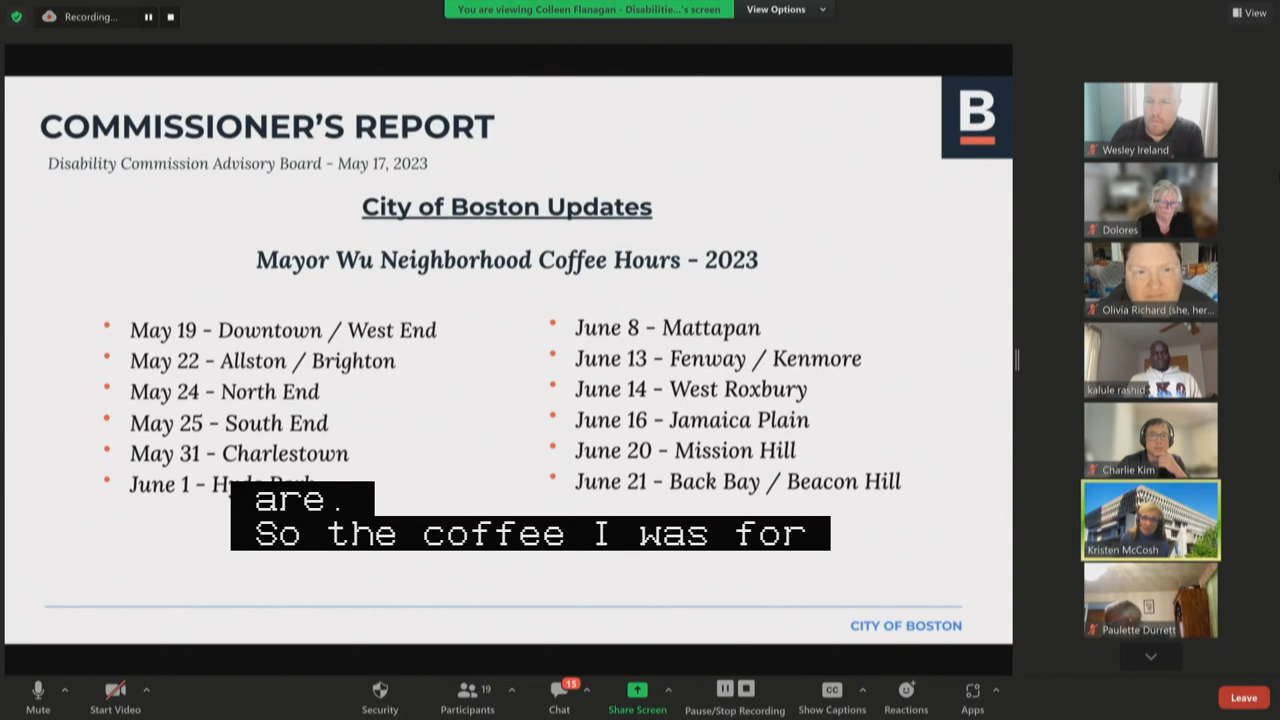 Recording...
You are viewing Colleen Flanagan - Disabilitie...'s screen
View Options
View
COMMISSIONER'S REPORT
B
Disability Commission Advisory Board - May 17, 2023
City of Boston Updates
Mayor Wu Neighborhood Coffee Hours - 2023
May 19 - Downtown / West End
May 22 - Allston / Brighton
May 24 - North End
May 25 - South End
May 31 - Charlestown
June 1 -
June 8 - Mattapan
June 13 - Fenway / Kenmore
June 14 - West Roxbury
June 16 - Jamaica Plain
June 20 - Mission Hill
June 21 - Back Bay / Beacon Hill
are.
So the coffee I was for
CITY OF BOSTON
Wesley Ireland
Dolores
Olivia Richard (she, her...
kalule rashid
Charlie Kim
Kristen McCosh
Paulette Durrett
Mute
Start Video
Security
Participants
19
Chat
15
Share Screen
Pause/Stop Recording
CC
Show Captions
Reactions
Apps
Leave